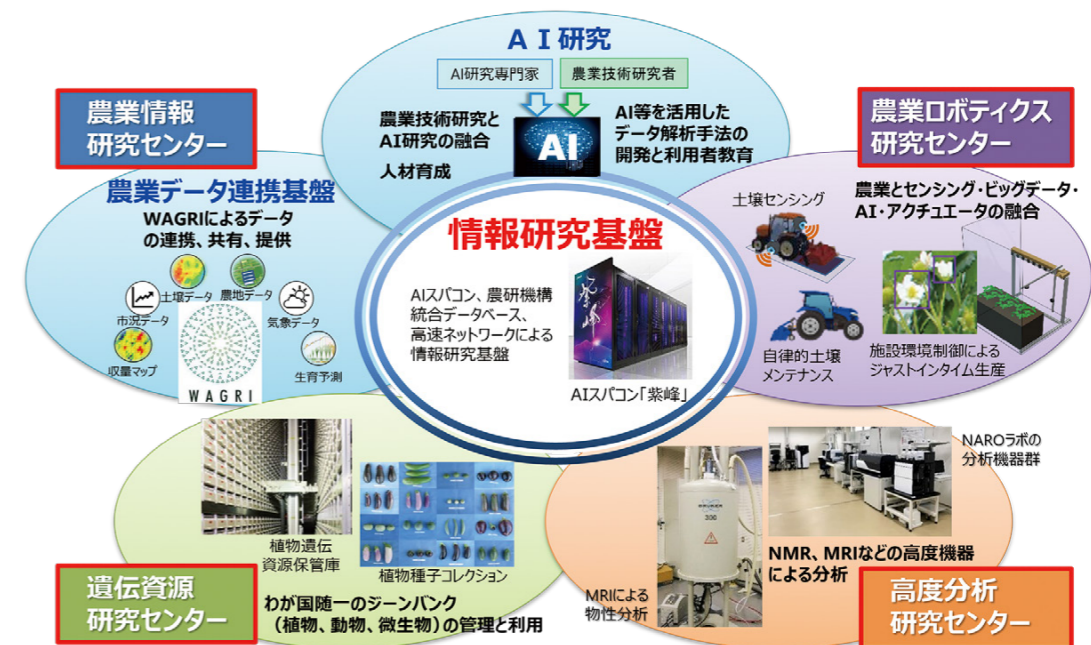 AI研究
AI研究専門家
農業技術研究者
農業技術研究と
AI研究の融合
人材育成
AI
AI等を活用した
データ解析手法の
開発と利用者教育
農業情報
研究センター
農業データ連携基盤
WAGRIによるデータ
の連携、共有、提供
土壌データ
農地データ
市況データ
気象データ
収量マップ
生育予測
WAGRI
農業ロボティクス
研究センター
農業とセンシング・ビッグデータ・
AI・アクチュエータの融合
土壌センシング
自律的土壌
メンテナンス
施設環境制御による
ジャストインタイム生産
情報研究基盤
AIスパコン、農研機構
統合データベース、
高速ネットワークによる
情報研究基盤
紫峰
AIスパコン「紫峰」
植物遺伝
資源保管庫
植物種子コレクション
遺伝資源
研究センター
わが国随一のジーンバンク
（植物、動物、微生物）の管理と利用
NAROラボの
分析機器群
BRUKER
300
NMR、MRIなどの高度機器
による分析
MRIによる
物性分析
高度分析
研究センター